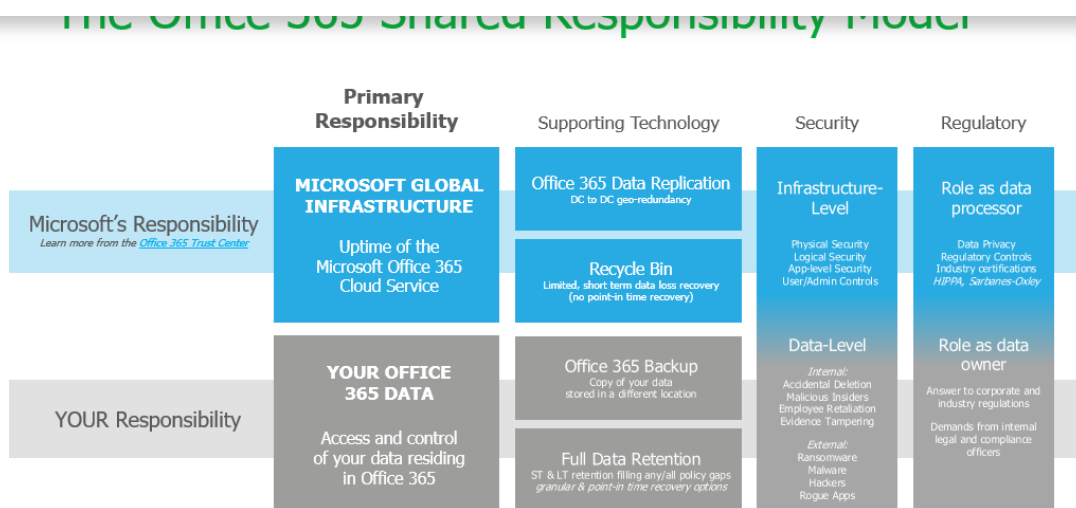 The Office 365 Shared Responsibility Model
Primary
Responsibility
Supporting Technology
Security
Regulatory
Microsoft's Responsibility
Learn more from the Office 365 Trust Center
MICROSOFT GLOBAL
INFRASTRUCTURE
Uptime of the
Microsoft Office 365
Cloud Service
Office 365 Data Replication
DC to DC geo-redundancy
Recycle Bin
Limited, short term data loss recovery
(no point-in time recovery)
Infrastructure-
Level
Physical Security
Logical Security
App-level Security
User/Admin Controls
Role as data
processor
Data Privacy
Regulatory Controls
Industry certifications
HIPPA, Sarbanes-Oxley
YOUR Responsibility
YOUR OFFICE
365 DATA
Access and control
of your data residing
in Office 365
Office 365 Backup
Copy of your data
stored in a different location
Full Data Retention
ST & LT retention filling any/all policy gaps
granular & point-in time recovery options
Data-Level
Internal:
Accidental Deletion
Malicious Insiders
Employee Retaliation
Evidence Tampering
External:
Ransomware
Malware
Hackers
Rogue Apps
Role as data
owner
Answer to corporate and
industry regulations
Demands from internal
legal and compliance
officers